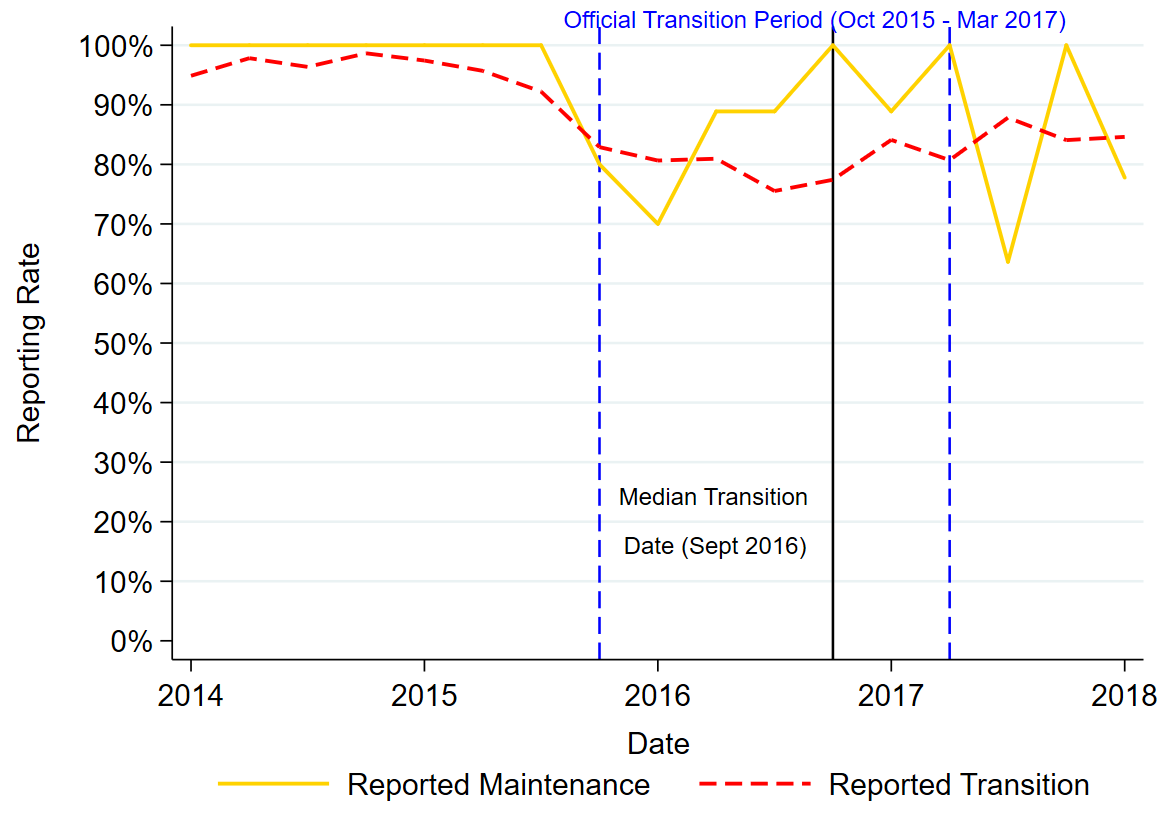 Official Transition Period (Oct 2015 - Mar 2017)
100%
90%
80%
70%
60%
50%
40%
30%
20%
10%
0%
Reporting Rate
Median Transition
Date (Sept 2016)
2014 2015 2016 2017 2018
Date
Reported Maintenance Reported Transition